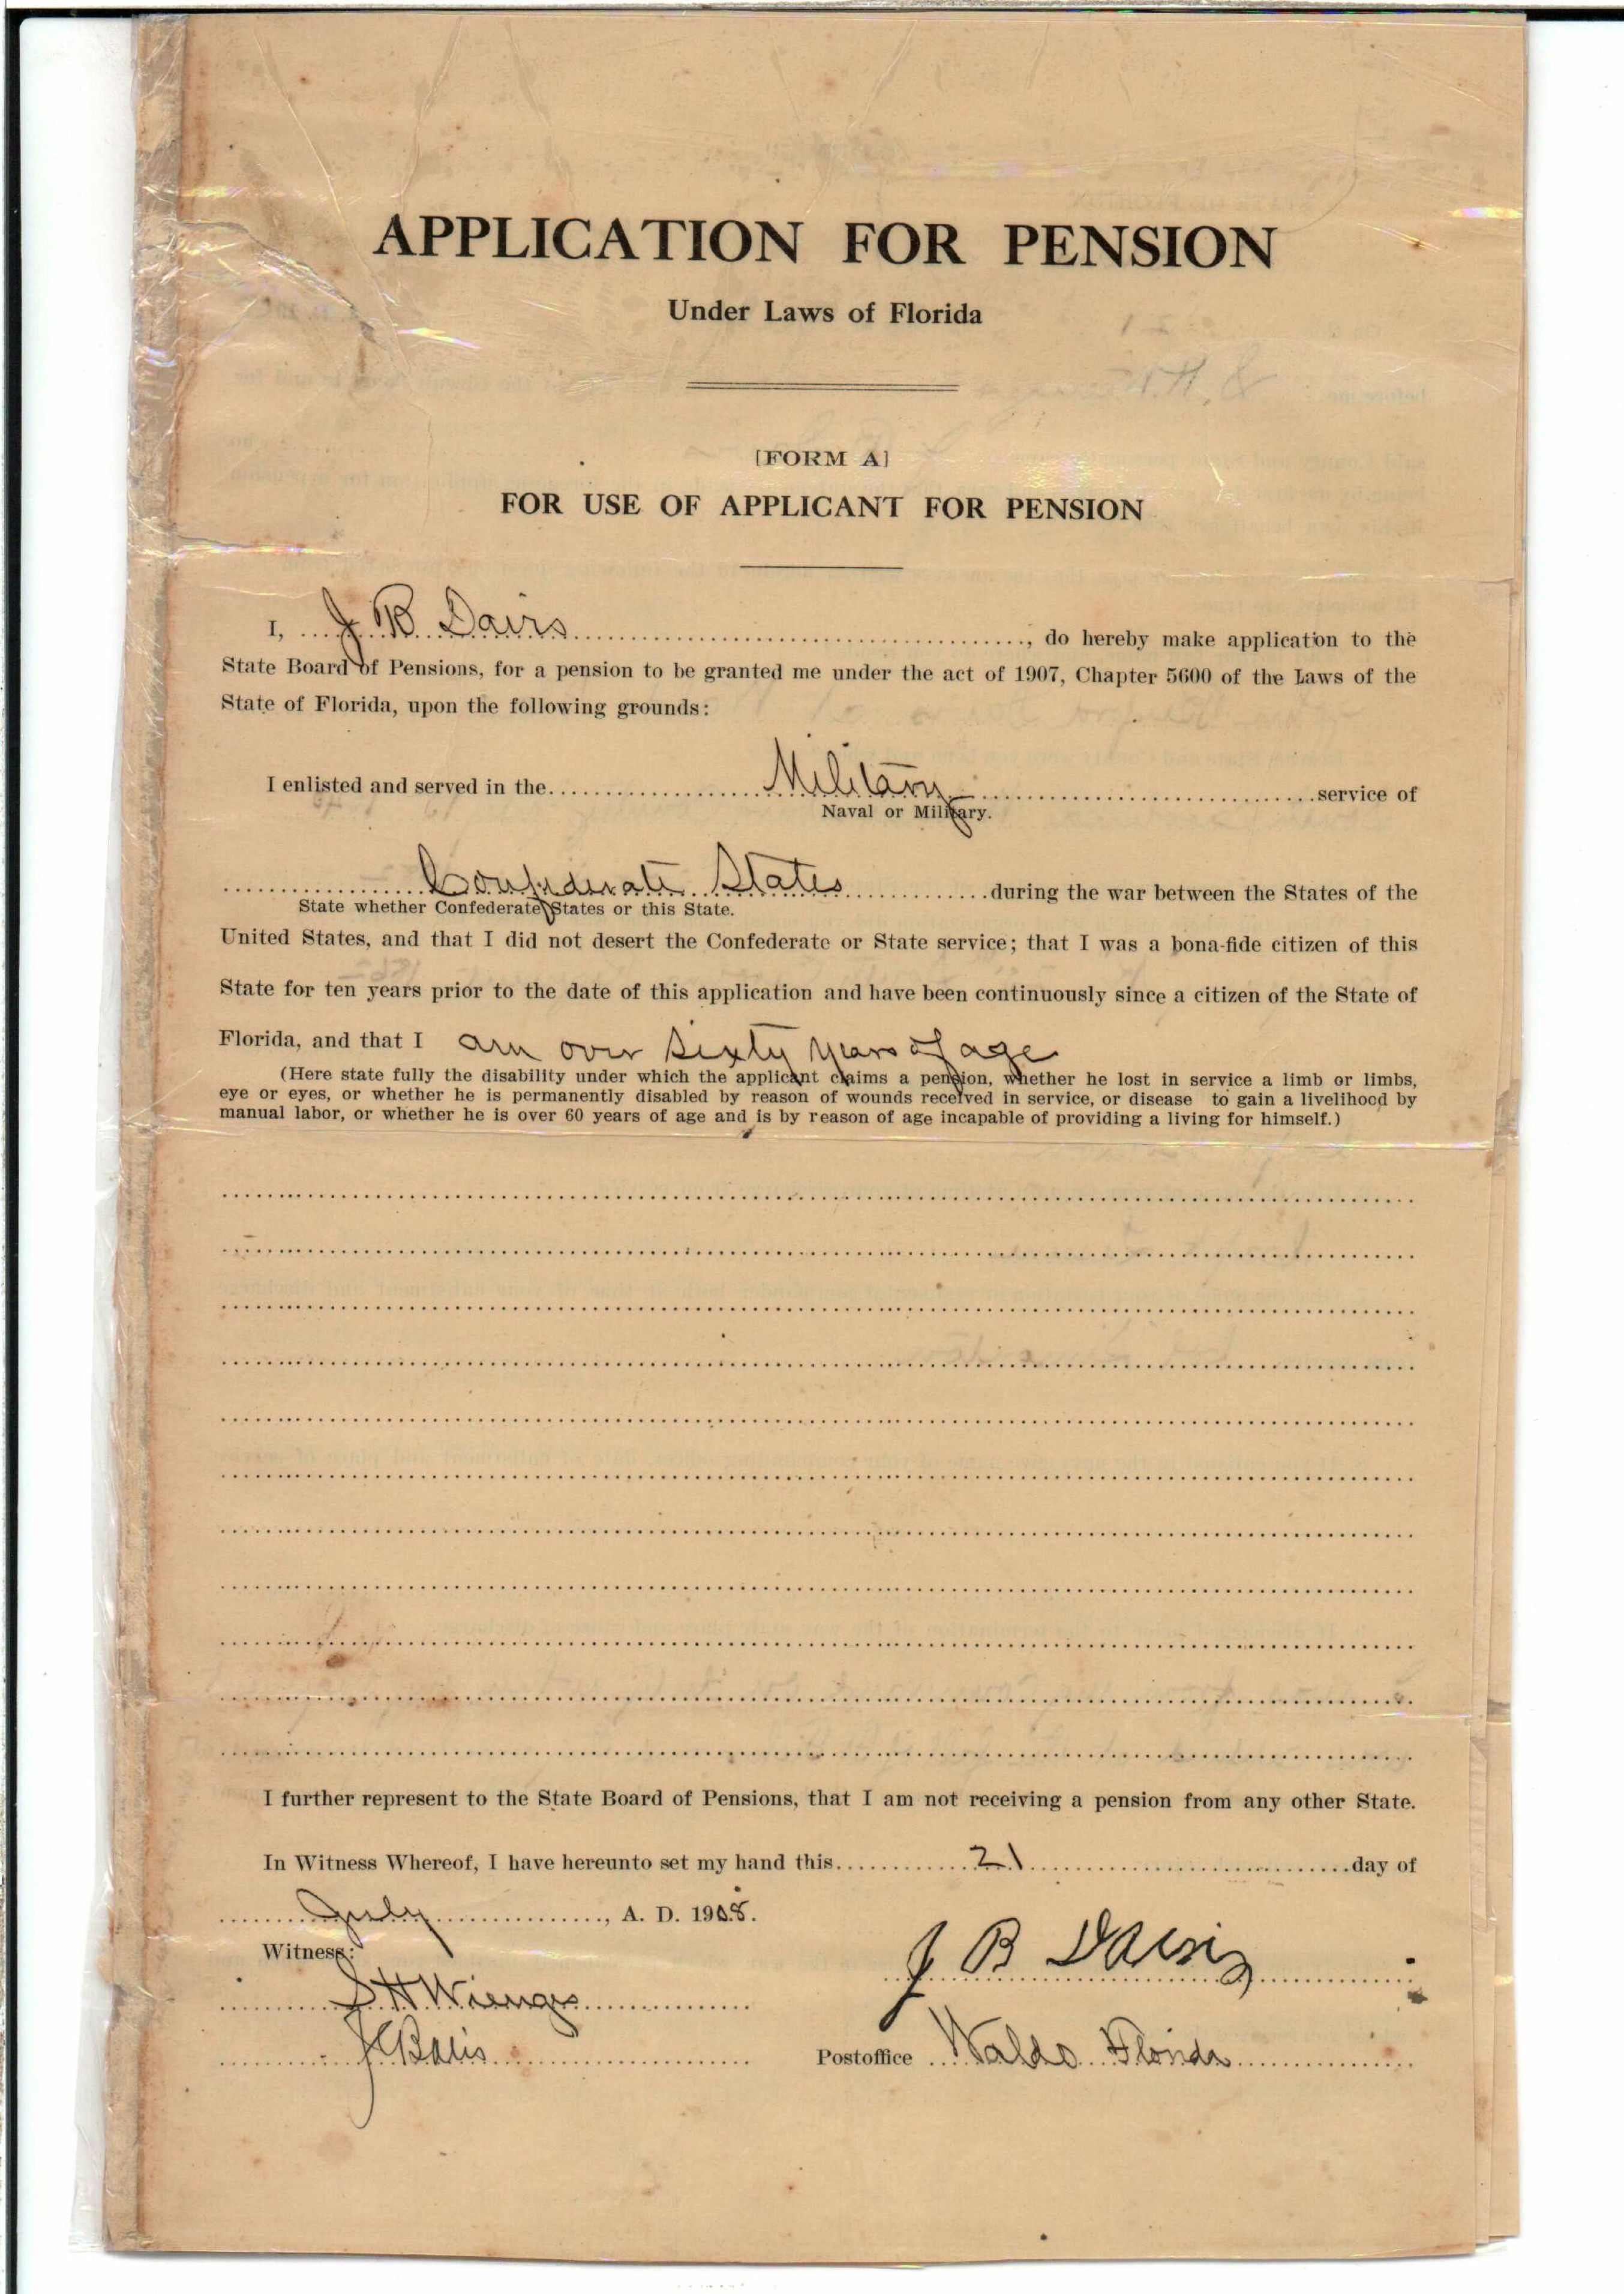 APPLICATION FOR PENSION
Under Laws of Florida
[FORM A]
FOR USE OF APPLICANT FOR PENSION
I, J. B. Davis, do hereby make application to the
State Board of Pensions, for a pension to be granted me under the act of 1907, Chapter 5600 of the Laws of the
State of Florida, upon the following grounds:
I enlisted and served in the Military service of
Naval or Military.
Confederate States during the war between the States of the
State whether Confederate States or this State.
United States, and that I did not desert the Confederate or State service; that I was a bona-fide citizen of this
State for ten years prior to the date of this application and have been continuously since a citizen of the State of
Florida, and that I am over sixty years of age
(Here state fully the disability under which the applicant claims a pension, whether he lost in service a limb or limbs,
eye or eyes, or whether he is permanently disabled by reason of wounds received in service, or disease to gain a livelihood by
manual labor, or whether he is over 60 years of age and is by reason of age incapable of providing a living for himself.)
I further represent to the State Board of Pensions, that I am not receiving a pension from any other State.
In Witness Whereof, I have hereunto set my hand this 21 day of
July, A. D. 1908.
Witness:
J B Davis
S H Wienges
Postoffice Waldo Florida